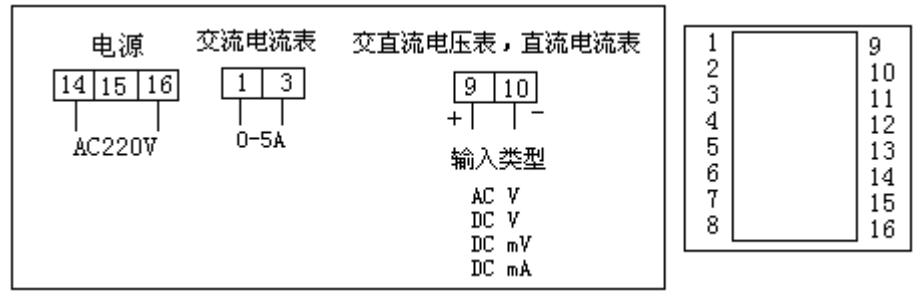 电源
14 15 16
AC220V
交流电流表
1 3
0-5A
交直流电压表，直流电流表
9 10
+ -
输入类型
AC V
DC V
DC mV
DC mA
1
2
3
4
5
6
7
8
9
10
11
12
13
14
15
16